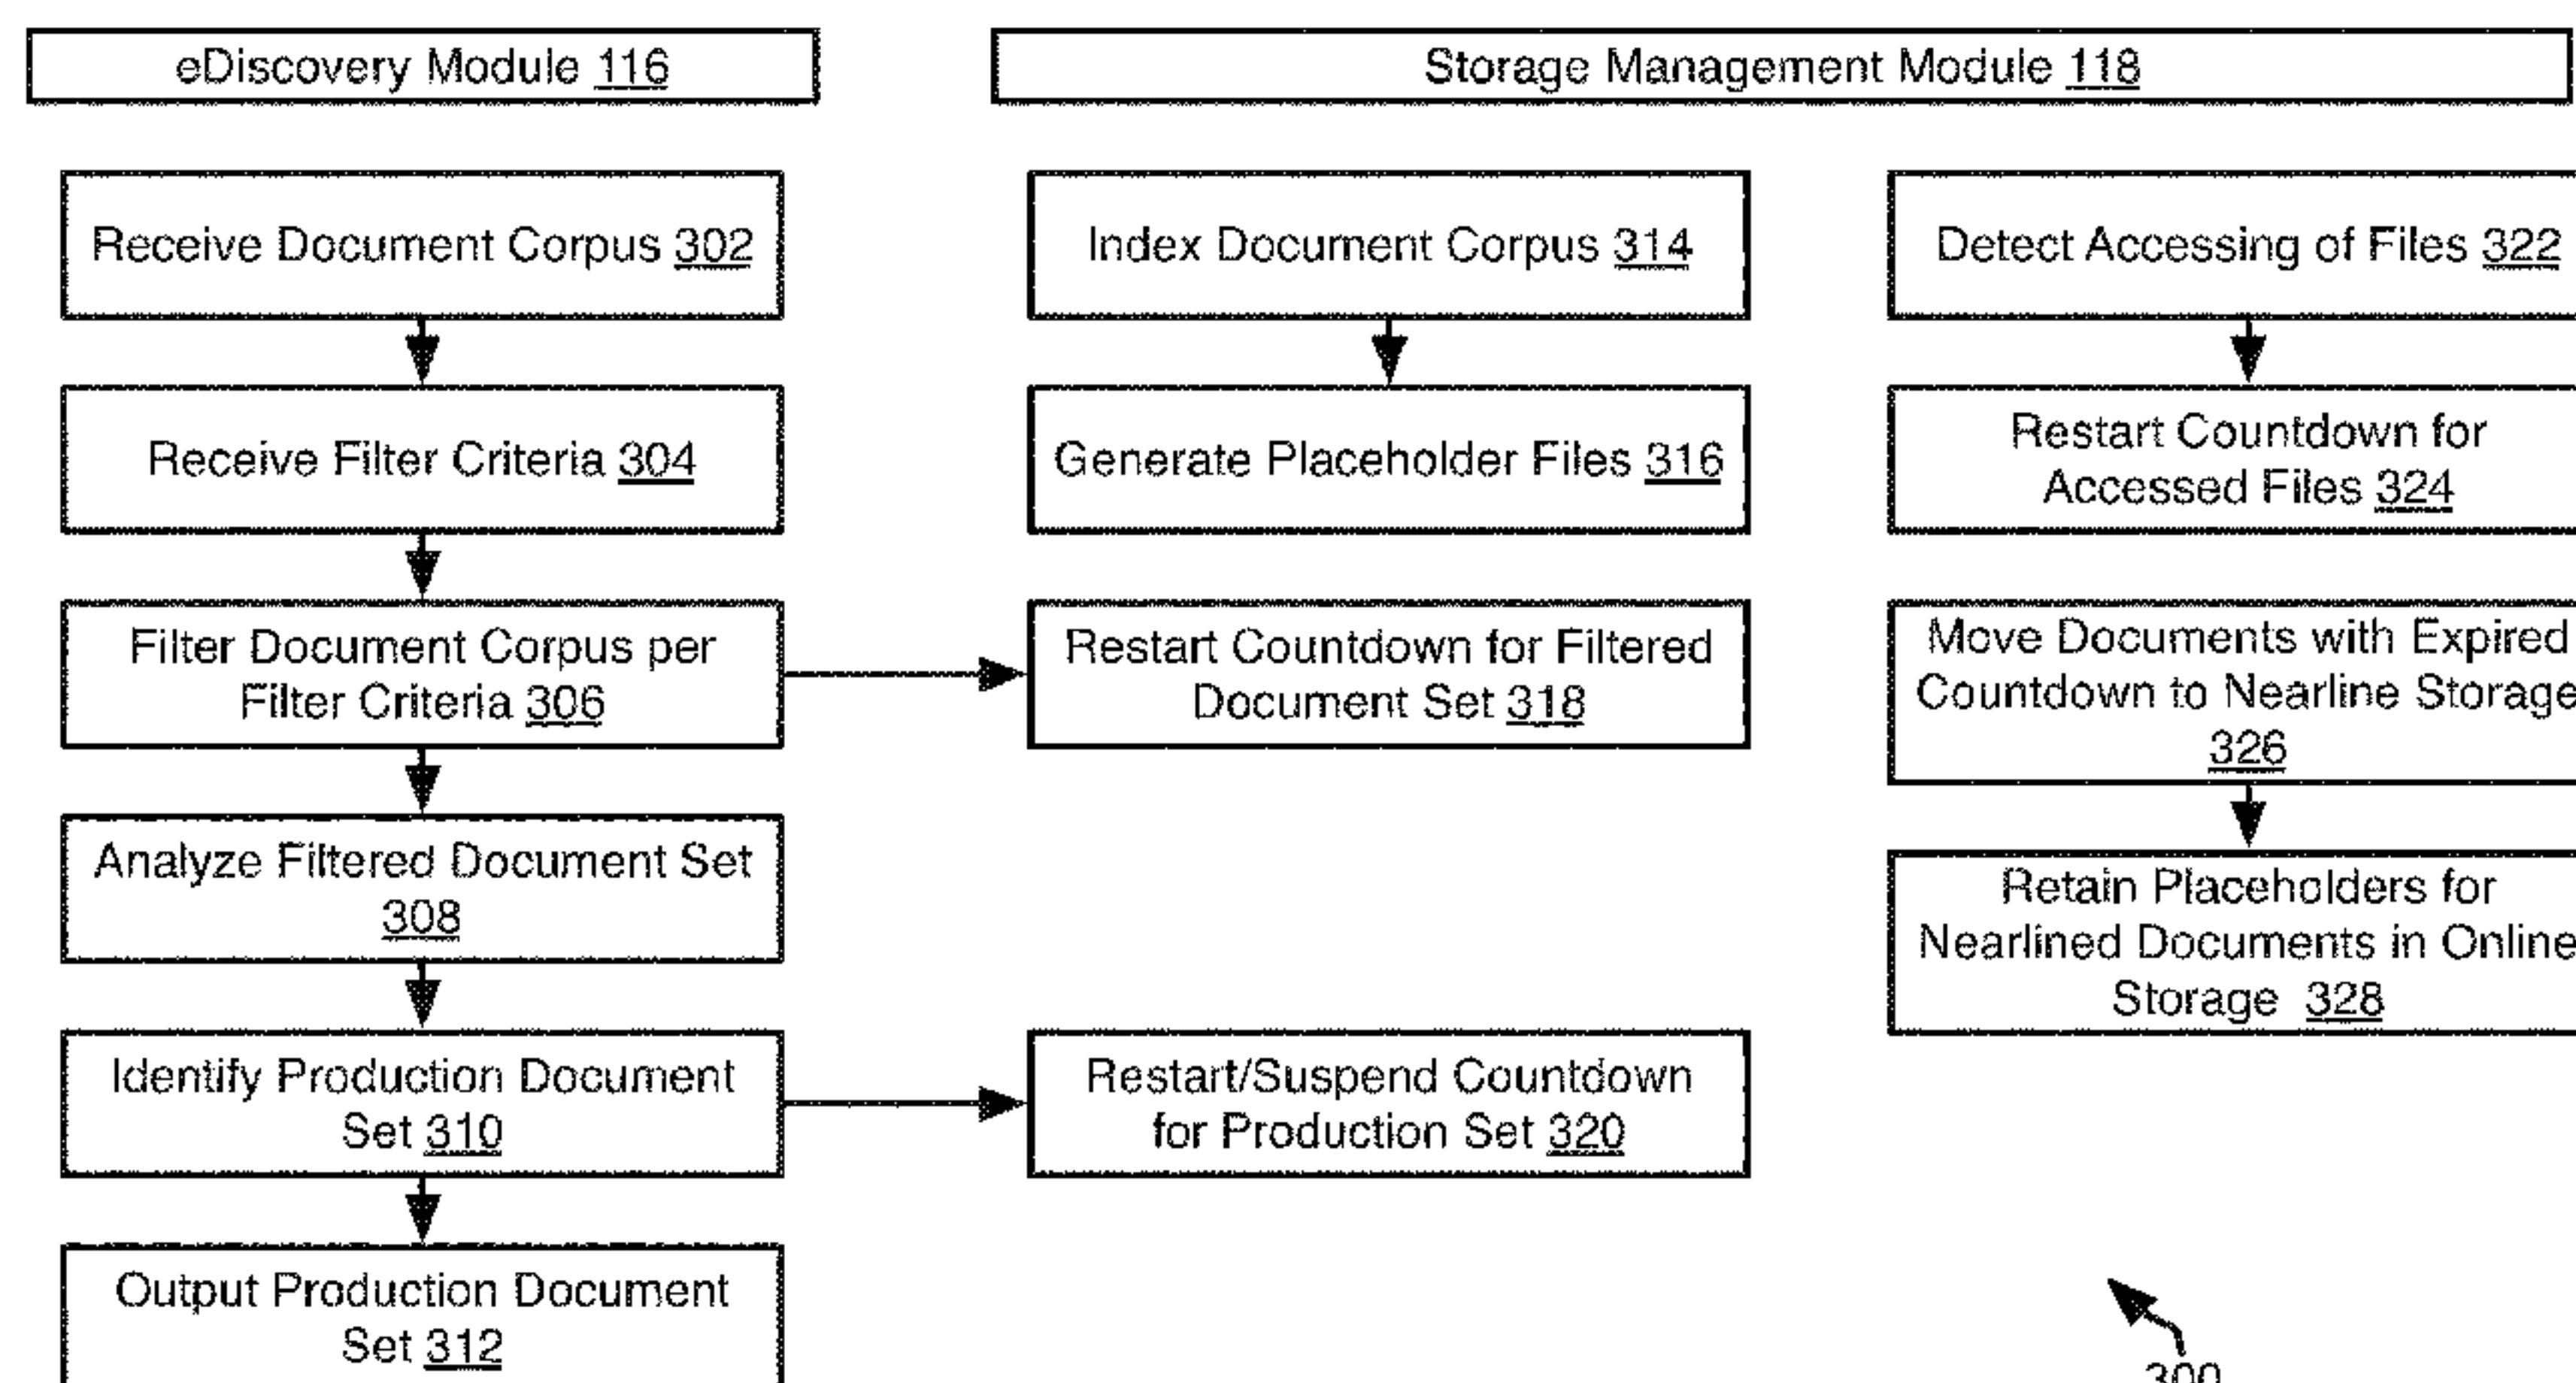 eDiscovery Module 116
Storage Management Module 118
Receive Document Corpus 302
Receive Filter Criteria 304
Filter Document Corpus per
Filter Criteria 306
Analyze Filtered Document Set
308
Identify Production Document
Set 310
Output Production Document
Set 312
Index Document Corpus 314
Generate Placeholder Files 316
Restart Countdown for Filtered
Document Set 318
Restart/Suspend Countdown
for Production Set 320
Detect Accessing of Files 322
Restart Countdown for
Accessed Files 324
Move Documents with Expired
Countdown to Nearline Storage
326
Retain Placeholders for
Nearlined Documents in Online
Storage 328
300